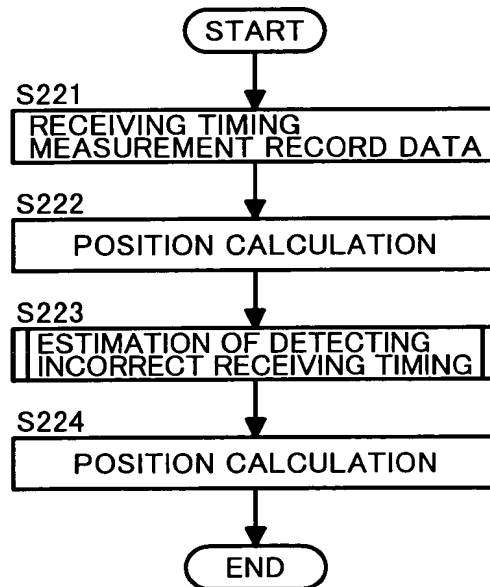 START
S221
RECEIVING TIMING
MEASUREMENT RECORD DATA
S222
POSITION CALCULATION
S223
ESTIMATION OF DETECTING
INCORRECT RECEIVING TIMING
S224
POSITION CALCULATION
END